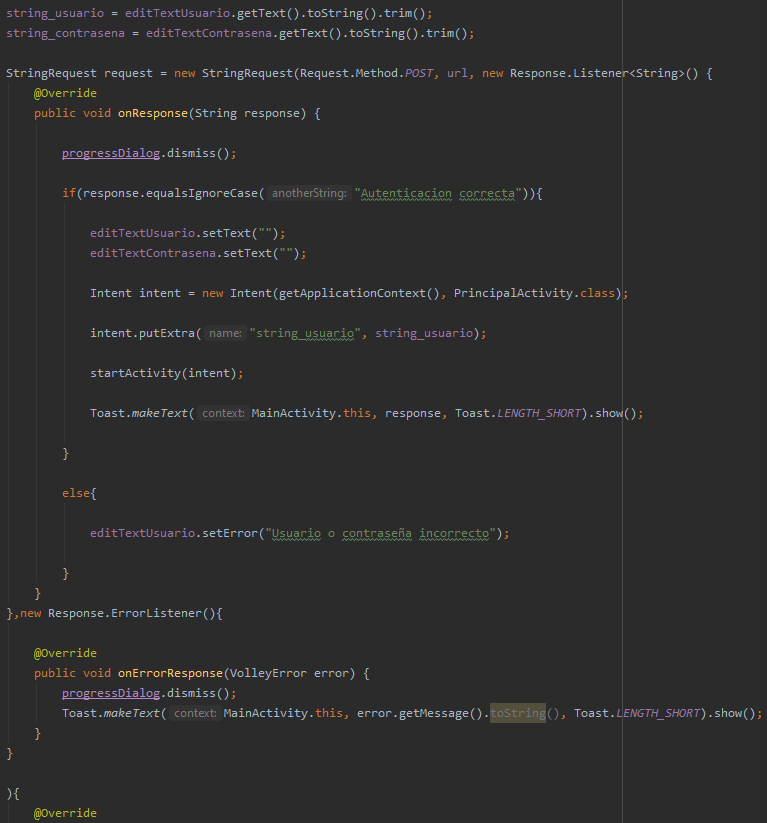 string_usuario = editTextUsuario.getText().toString().trim();
string_contrasena = editTextContrasena.getText().toString().trim();
StringRequest request = new StringRequest(Request.Method.POST, url, new Response.Listener<String>() {
@Override
public void onResponse(String response) {
progressDialog.dismiss();
if(response.equalsIgnoreCase( anotherString: "Autenticacion correcta")){
editTextUsuario.setText("");
editTextContrasena.setText("");
Intent intent = new Intent(getApplicationContext(), PrincipalActivity.class);
intent.putExtra( name: "string_usuario", string_usuario);
startActivity(intent);
Toast.makeText( context: MainActivity.this, response, Toast.LENGTH_SHORT).show();
}
else{
editTextUsuario.setError("Usuario o contraseña incorrecto");
}
}
},new Response.ErrorListener(){
@Override
public void onErrorResponse(VolleyError error) {
progressDialog.dismiss();
Toast.makeText( context: MainActivity.this, error.getMessage().toString(), Toast.LENGTH_SHORT).show();
}
}
){
@Override